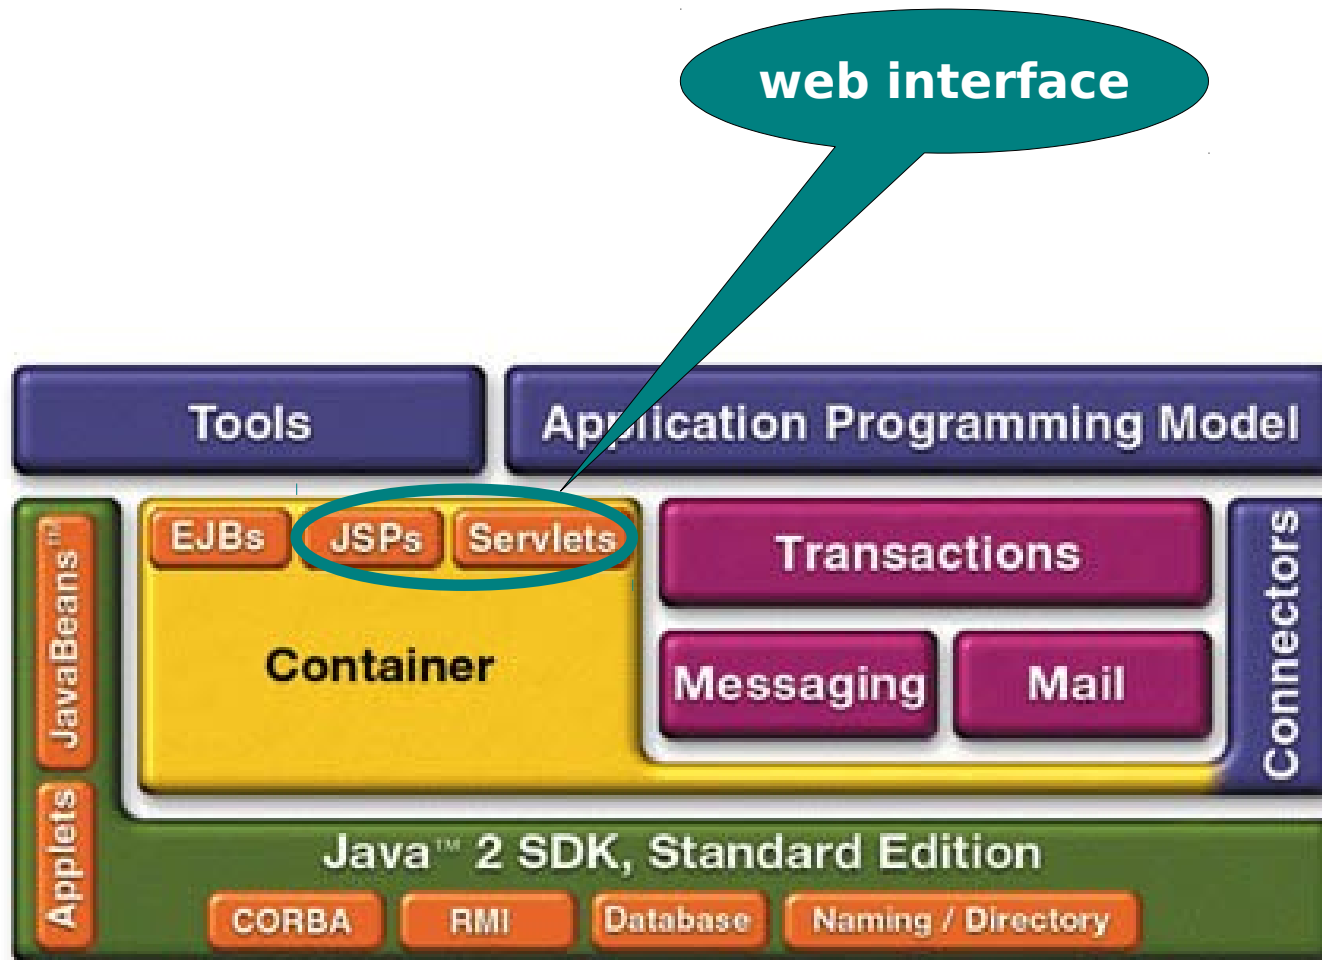 web interface
Tools
Application Programming Model
EJBs
JSPs
Servlets
Transactions
JavaBeans™
Container
Messaging
Mail
Connectors
Applets
Java™ 2 SDK, Standard Edition
CORBA
RMI
Database
Naming / Directory